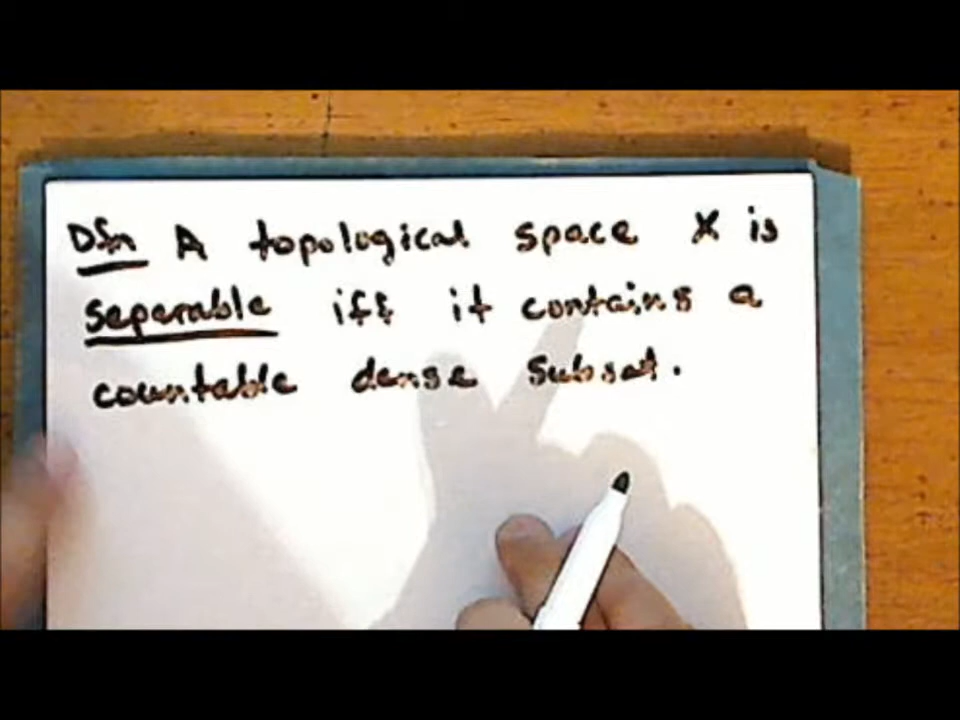 Dfn A topological space X is
seperable iff it contains a
countable dense subset.